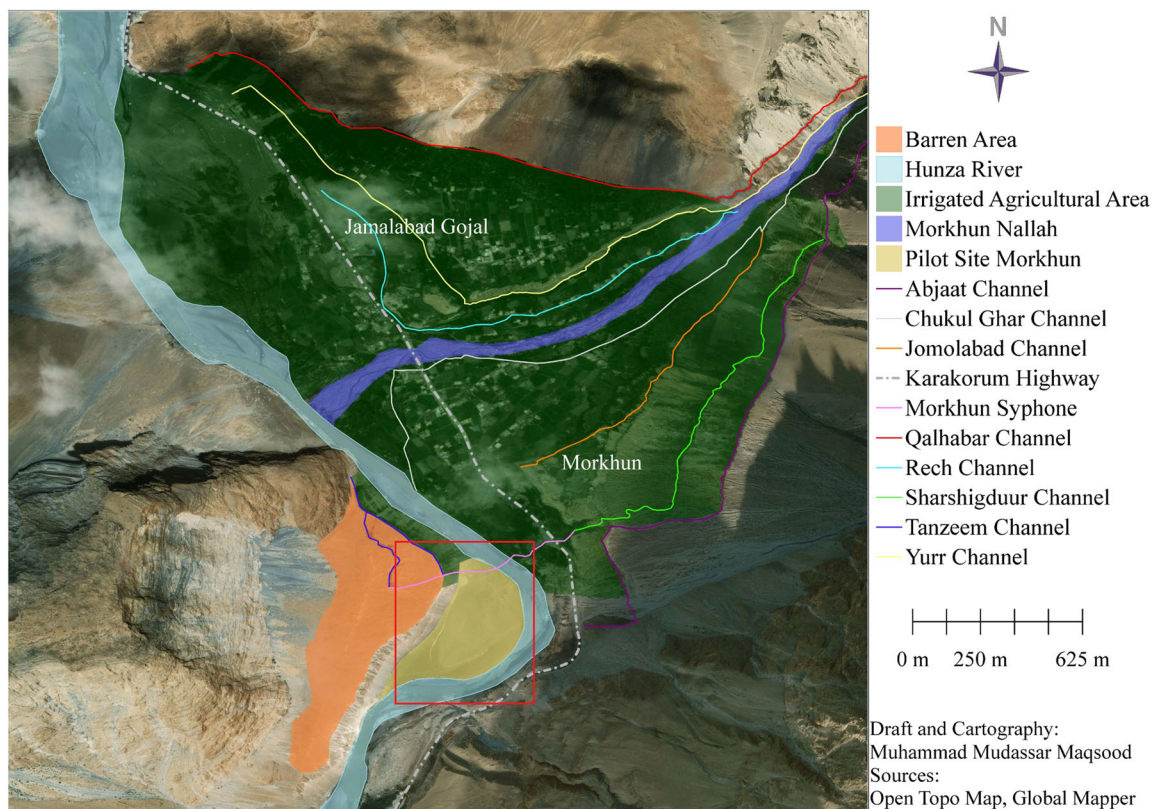 N
Jamalabad Gojal
Morkhun
Barren Area
Hunza River
Irrigated Agricultural Area
Morkhun Nallah
Pilot Site Morkhun
Abjaat Channel
Chukul Ghar Channel
Jomolabad Channel
Karakorum Highway
Morkhun Syphone
Qalhabar Channel
Rech Channel
Sharshigduur Channel
Tanzeem Channel
Yurr Channel
0 m 250 m 625 m
Draft and Cartography:
Muhammad Mudassar Maqsood
Sources:
Open Topo Map, Global Mapper